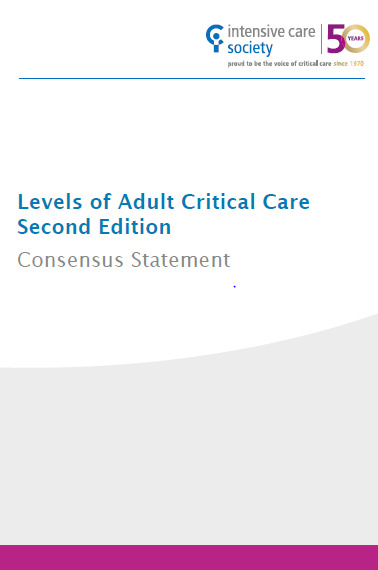 intensive care
society
50 YEARS
proud to be the voice of critical care since 1970
Levels of Adult Critical Care
Second Edition
Consensus Statement